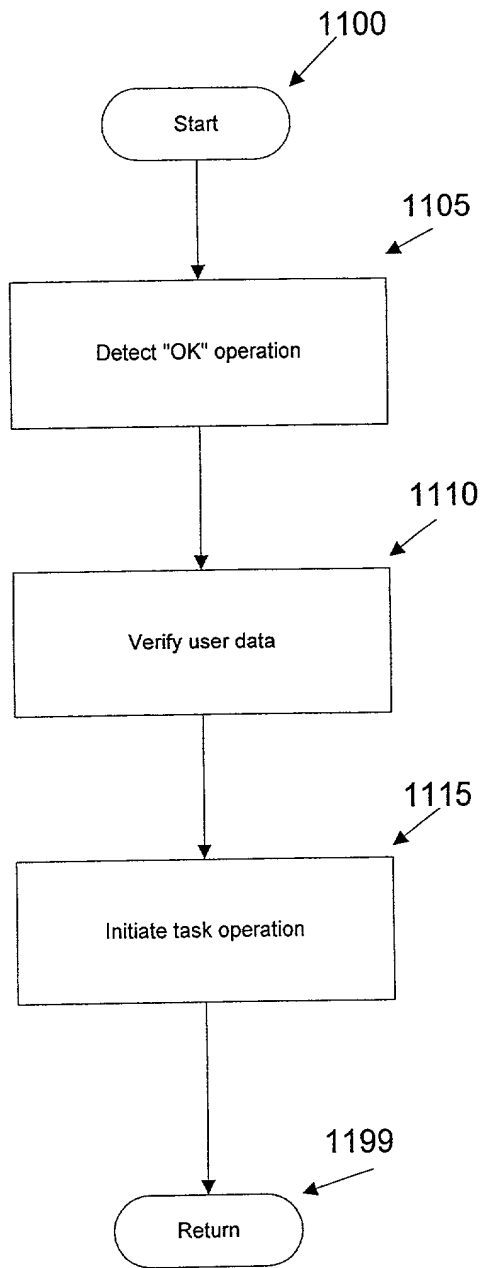 1100
Start
1105
Detect "OK" operation
1110
Verify user data
1115
Initiate task operation
1199
Return